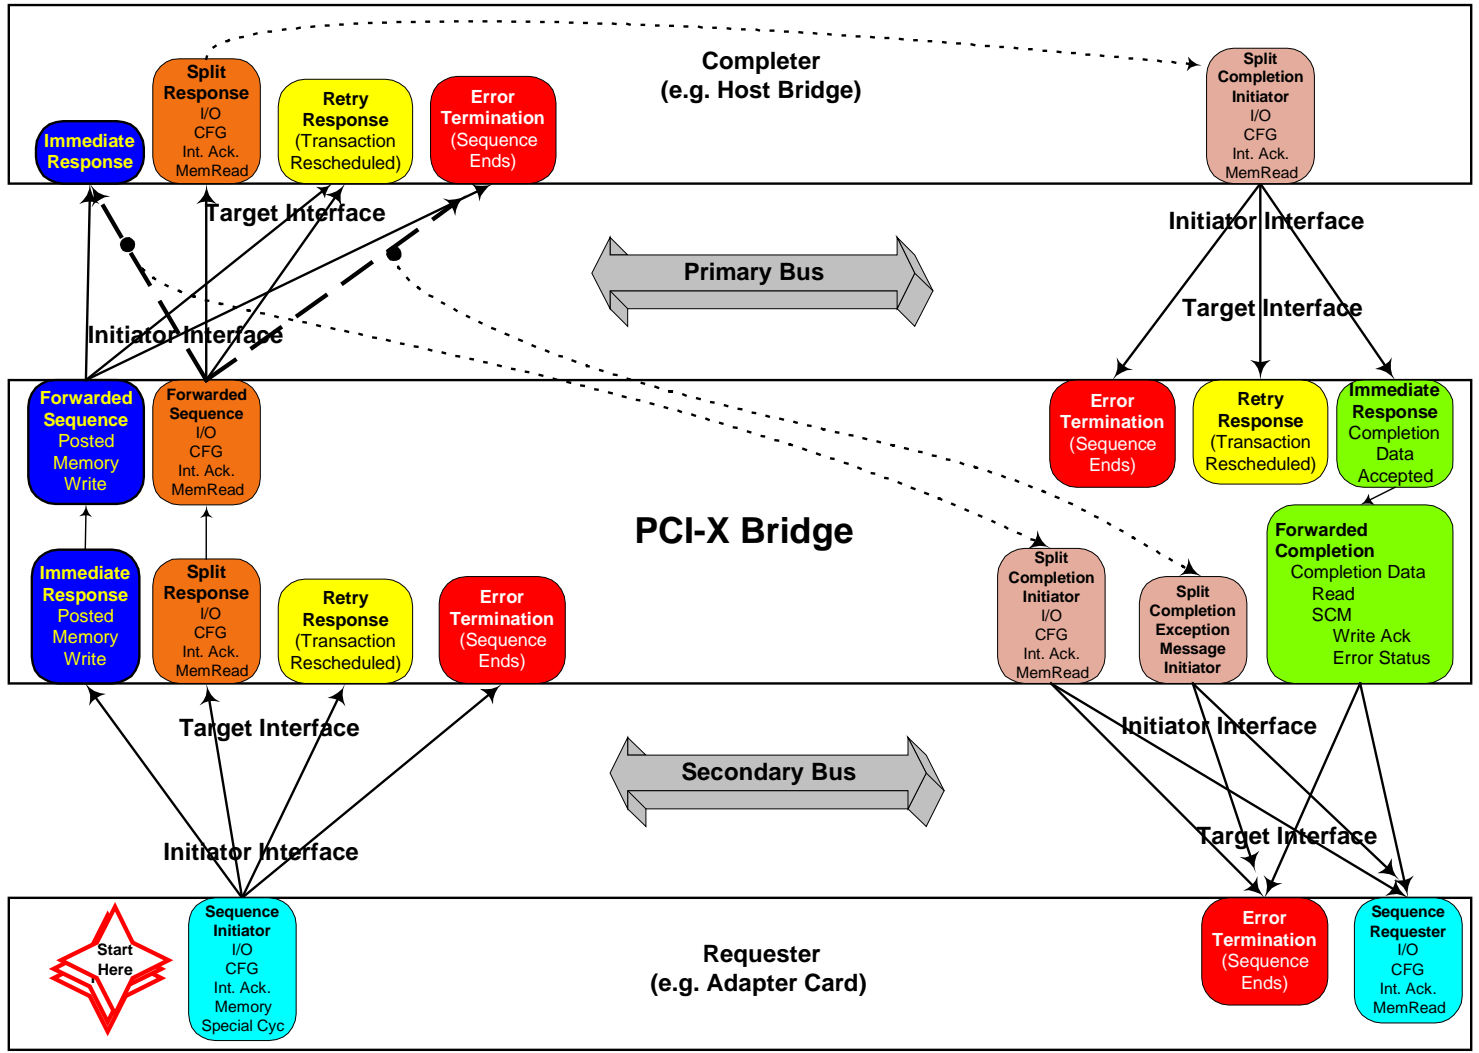 Completer
(e.g. Host Bridge)
Immediate
Response
Split
Response
I/O
CFG
Int. Ack.
MemRead
Retry
Response
(Transaction
Rescheduled)
Error
Termination
(Sequence
Ends)
Split
Completion
Initiator
I/O
CFG
Int. Ack.
MemRead
Target Interface
Initiator Interface
Primary Bus
Initiator Interface
Target Interface
Forwarded
Sequence
Posted
Memory
Write
Forwarded
Sequence
I/O
CFG
Int. Ack.
MemRead
Error
Termination
(Sequence
Ends)
Retry
Response
(Transaction
Rescheduled)
Immediate
Response
Completion
Data
Accepted
PCI-X Bridge
Immediate
Response
Posted
Memory
Write
Split
Response
I/O
CFG
Int. Ack.
MemRead
Retry
Response
(Transaction
Rescheduled)
Error
Termination
(Sequence
Ends)
Split
Completion
Initiator
I/O
CFG
Int. Ack.
MemRead
Split
Completion
Exception
Message
Initiator
Forwarded
Completion
Completion Data
Read
SCM
Write Ack
Error Status
Target Interface
Initiator Interface
Secondary Bus
Initiator Interface
Target Interface
Start
Here
Sequence
Initiator
I/O
CFG
Int. Ack.
Memory
Special Cyc
Requester
(e.g. Adapter Card)
Error
Termination
(Sequence
Ends)
Sequence
Requester
I/O
CFG
Int. Ack.
MemRead